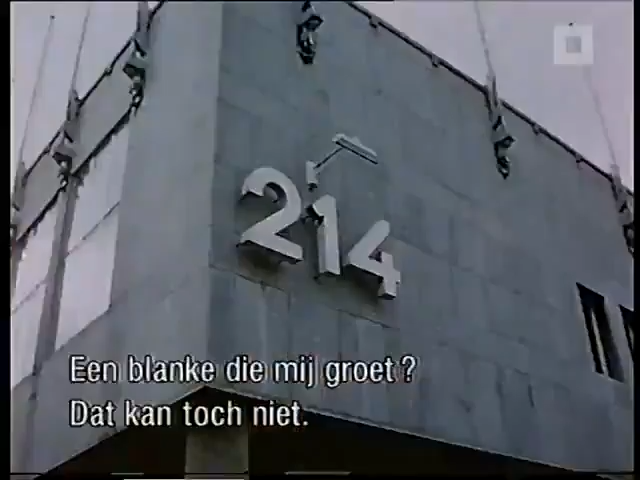 214
Een blanke die mij groet?
Dat kan toch niet.